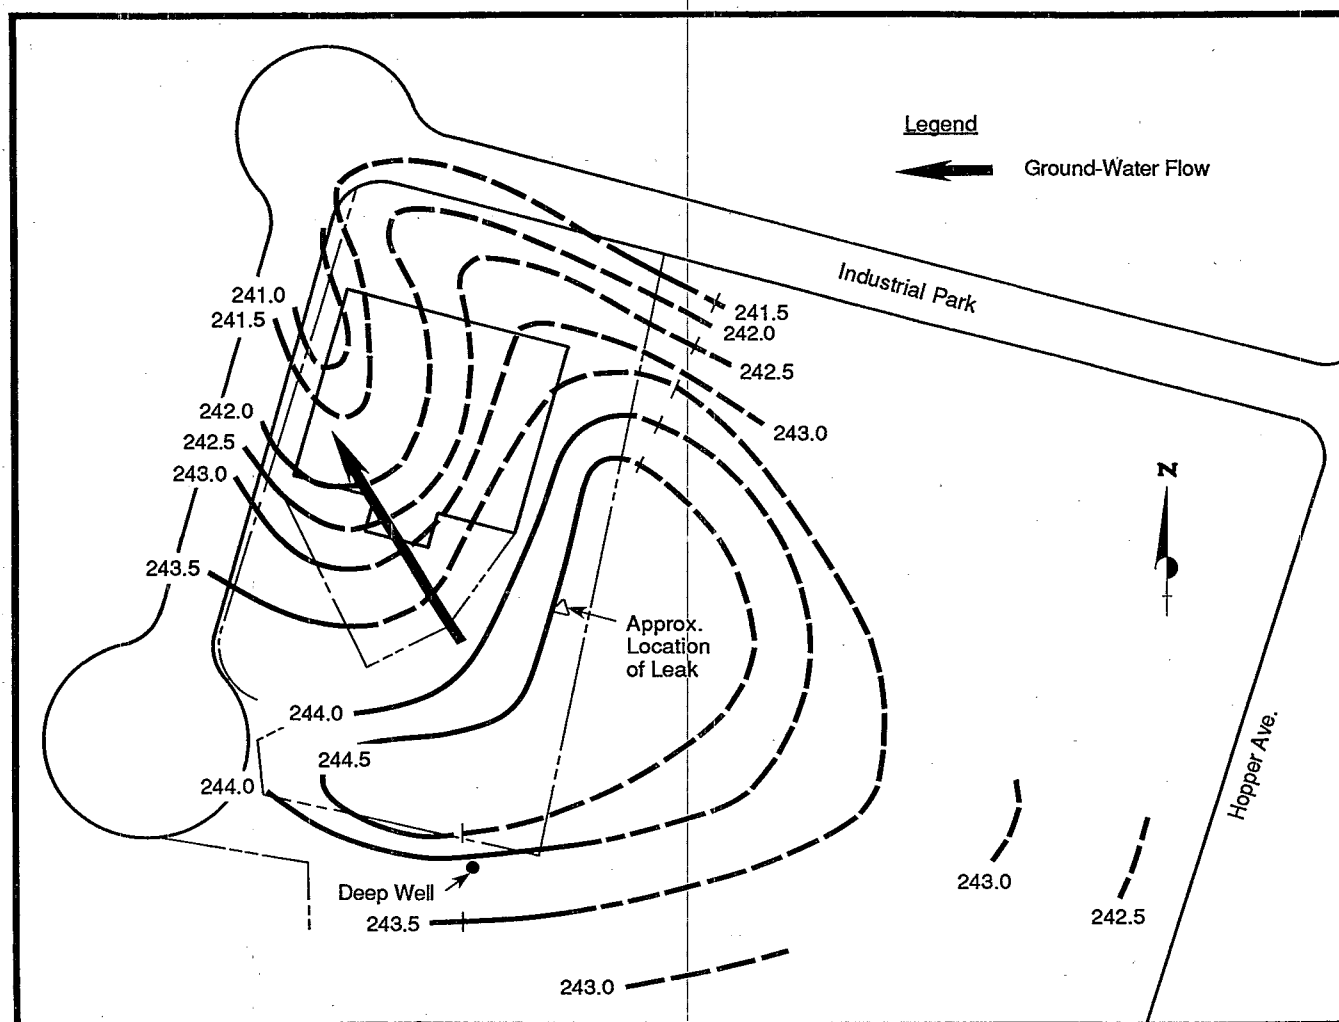 Legend
Ground-Water Flow
Industrial Park
241.0
241.5
241.5
242.0
242.5
242.0
242.5
243.0
243.0
N
243.5
Approx.
Location
of Leak
244.0
Hopper Ave.
244.5
244.0
243.0
Deep Well
242.5
243.5
243.0